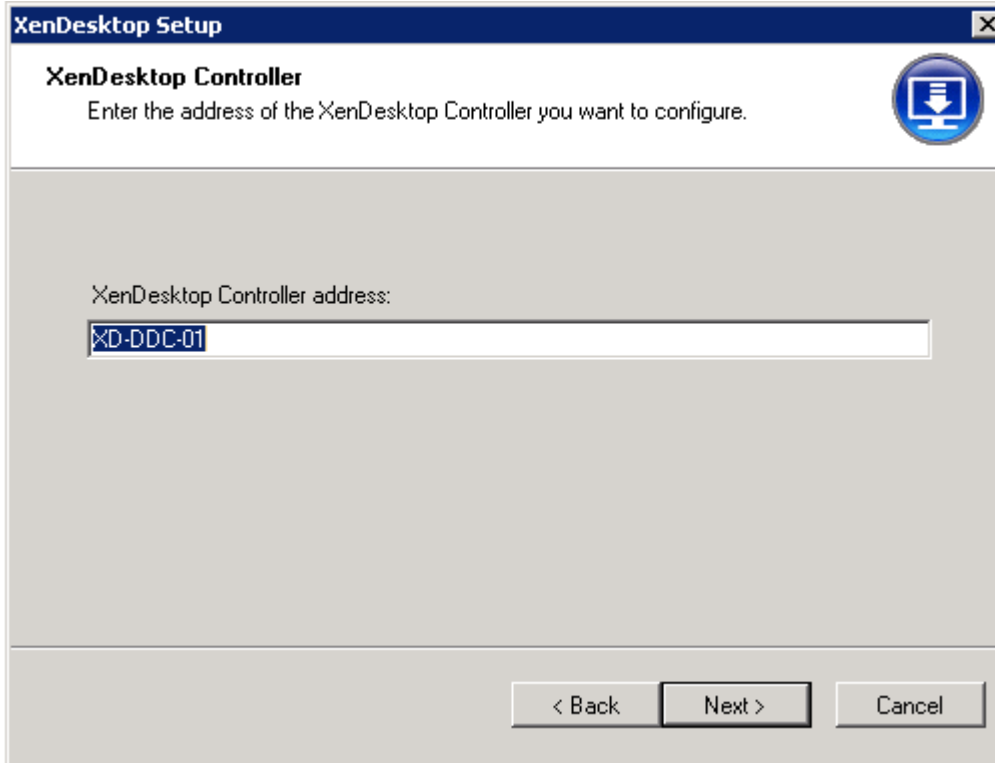 XenDesktop Setup
XenDesktop Controller
Enter the address of the XenDesktop Controller you want to configure.
XenDesktop Controller address:
XD-DDC-01
< Back Next > Cancel